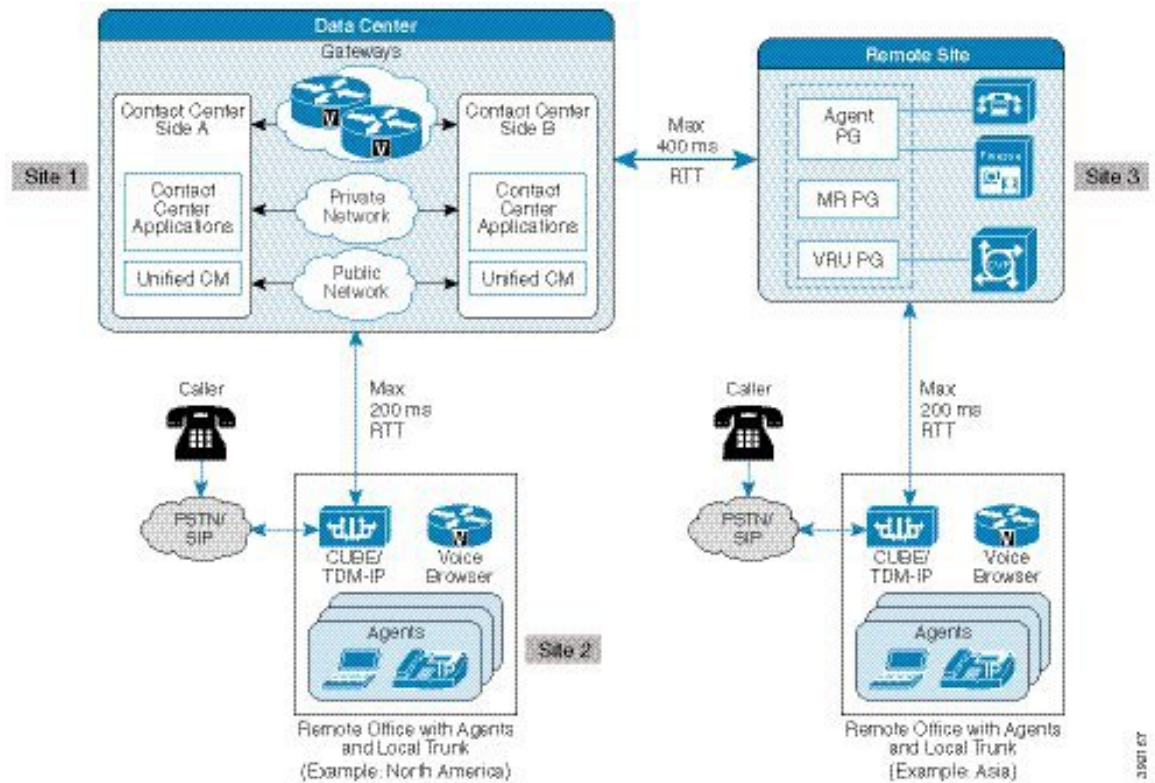 Data Center
Gateways
Contact Center
Side A
V
V
Contact Center
Side B
Contact
Center
Applications
Private
Network
Contact
Center
Applications
Unified CM
Public
Network
Unified CM
Site 1
Max
400 ms
RTT
Remote Site
Agent
PG
Finesse
MR PG
VRU PG
CVP
Site 3
Caller
Max
200 ms
RTT
PSTN/
SIP
CUBE/
TDM-IP
V
Voice
Browser
Agents
IP
Site 2
Remote Office with Agents
and Local Trunk
(Example: North America)
Caller
Max
200 ms
RTT
PSTN/
SIP
CUBE/
TDM-IP
V
Voice
Browser
Agents
IP
Remote Office with Agents
and Local Trunk
(Example: Asia)